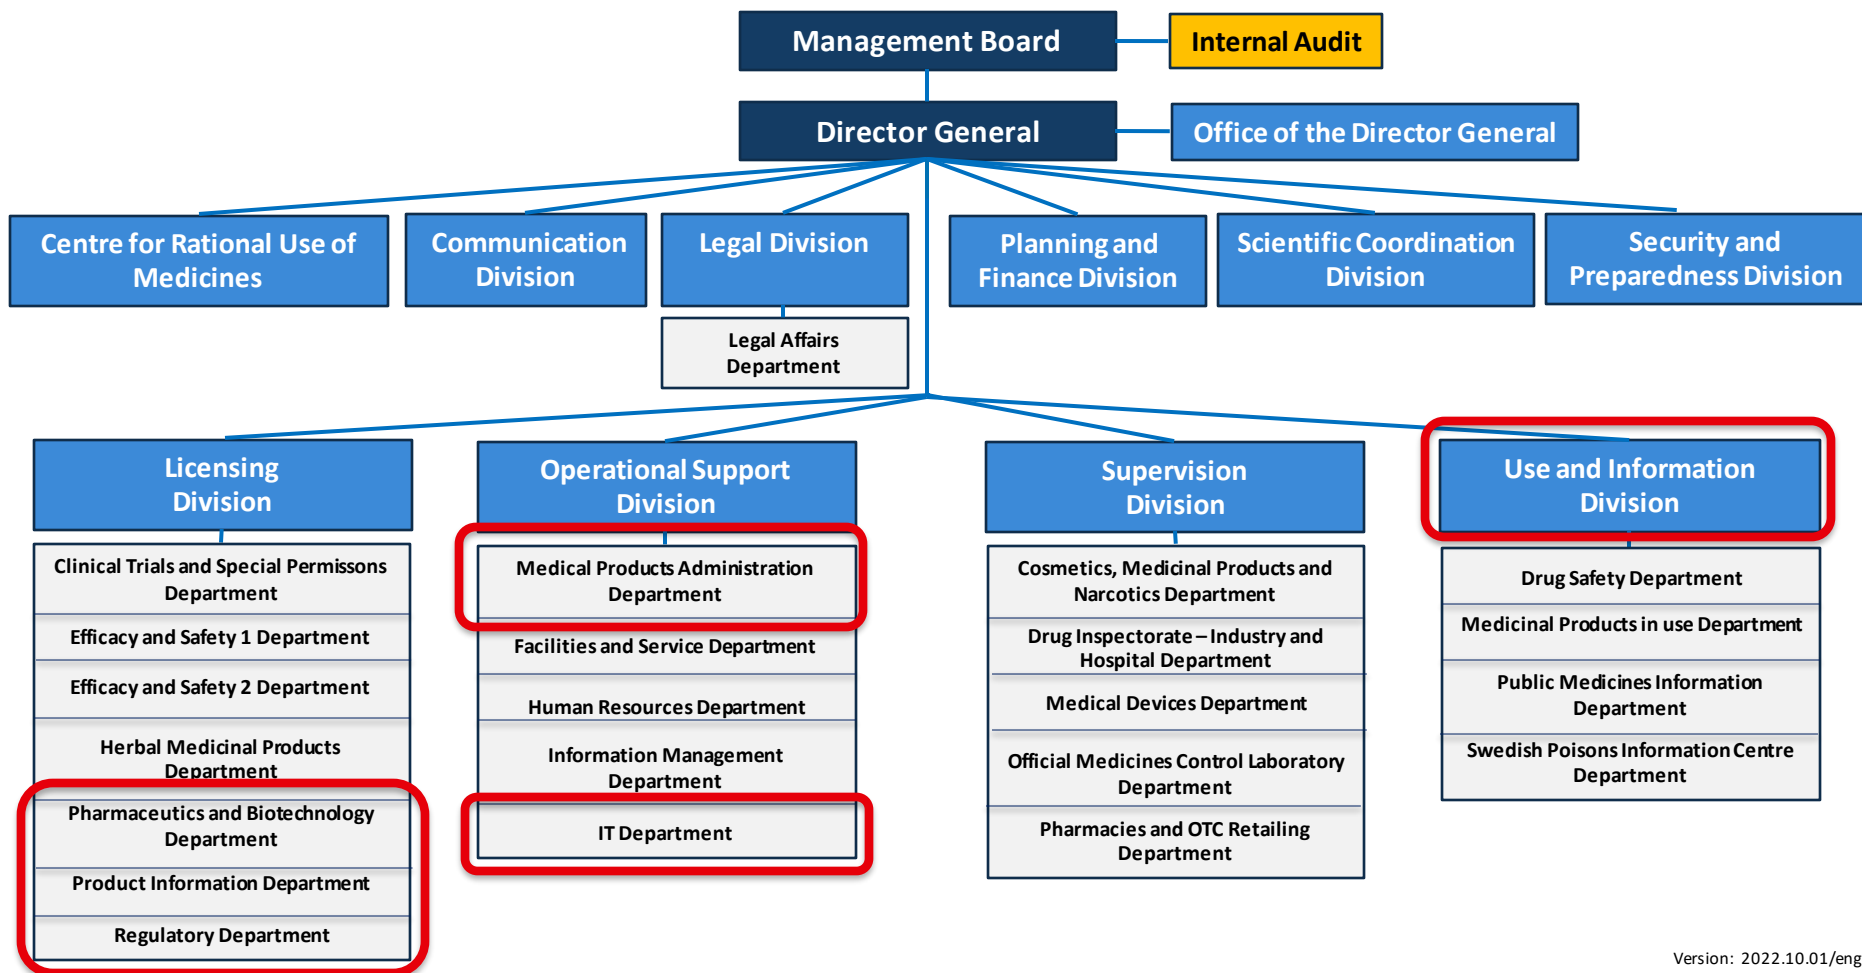 Management Board
Internal Audit
Director General
Office of the Director General
Centre for Rational Use of
Medicines
Communication
Division
Legal Division
Planning and
Finance Division
Scientific Coordination
Division
Security and
Preparedness Division
Legal Affairs
Department
Licensing
Division
Clinical Trials and Special Permissons
Department
Efficacy and Safety 1 Department
Efficacy and Safety 2 Department
Herbal Medicinal Products
Department
Pharmaceutics and Biotechnology
Department
Product Information Department
Regulatory Department
Operational Support
Division
Medical Products Administration
Department
Facilities and Service Department
Human Resources Department
Information Management
Department
IT Department
Supervision
Division
Cosmetics, Medicinal Products and
Narcotics Department
Drug Inspectorate – Industry and
Hospital Department
Medical Devices Department
Official Medicines Control Laboratory
Department
Pharmacies and OTC Retailing
Department
Use and Information
Division
Drug Safety Department
Medicinal Products in use Department
Public Medicines Information
Department
Swedish Poisons Information Centre
Department
Version: 2022.10.01/eng